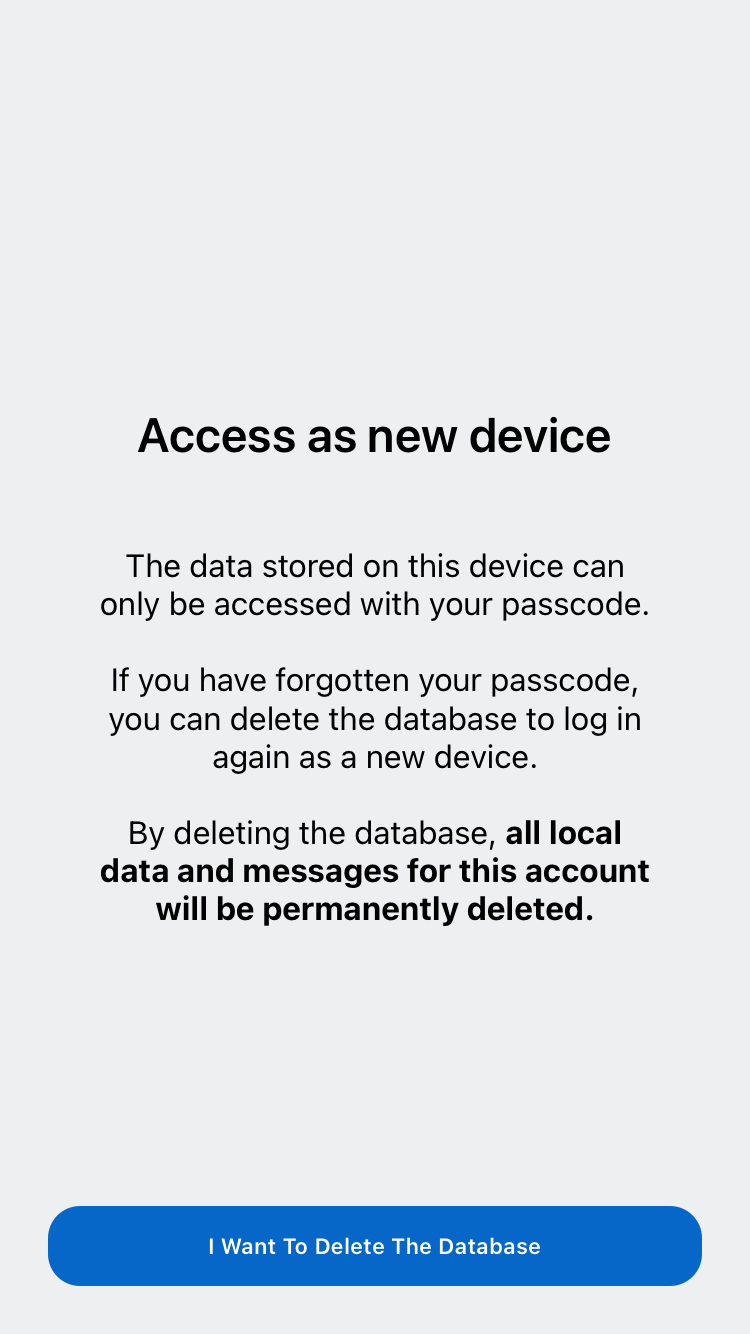 Access as new device
The data stored on this device can
only be accessed with your passcode.
If you have forgotten your passcode,
you can delete the database to log in
again as a new device.
By deleting the database, all local
data and messages for this account
will be permanently deleted.
I Want To Delete The Database